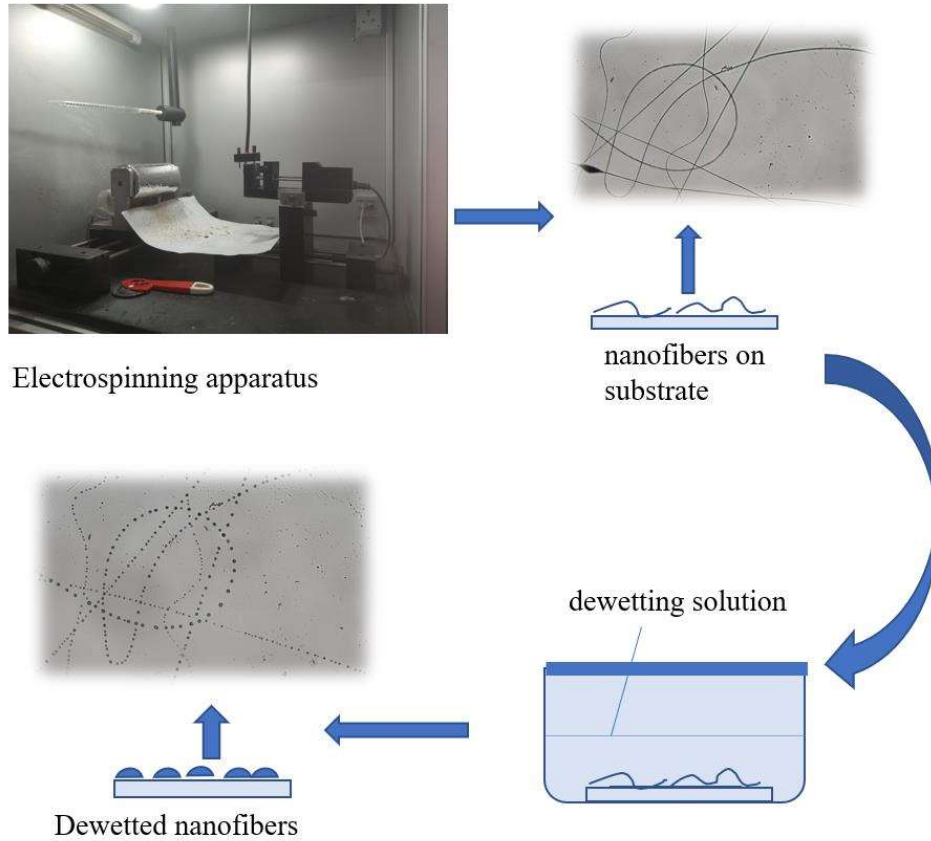 Electrospinning apparatus
nanofibers on
substrate
dewetting solution
Dewetted nanofibers